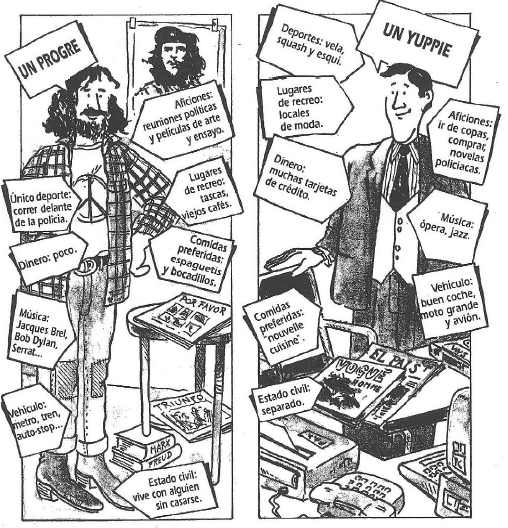 UN PROGRE
Aficiones:
reuniones políticas
y películas de arte
y ensayo.
Único deporte:
correr delante
de la policía.
Lugares
de recreo:
tascas,
viejos cafés.
Dinero: poco.
Comidas
preferidas:
espaguetis
y bocadillos.
Música:
Jacques Brel,
Bob Dylan,
Serrat...
POR FAVOR
Vehículo:
metro, tren,
auto-stop...
TRIUNFO
MARX
FREUD
Estado civil:
vive con alguien
sin casarse.
UN YUPPIE
Deportes: vela,
squash y esquí.
Lugares
de recreo:
locales
de moda.
Aficiones:
ir de copas,
comprar,
novelas
policíacas.
Dinero:
muchas tarjetas
de crédito.
Música:
ópera, jazz.
Vehículo:
buen coche,
moto grande
y avión.
Comidas
preferidas:
"nouvelle
cuisine".
EL PAIS
VOGUE
Estado civil:
separado.